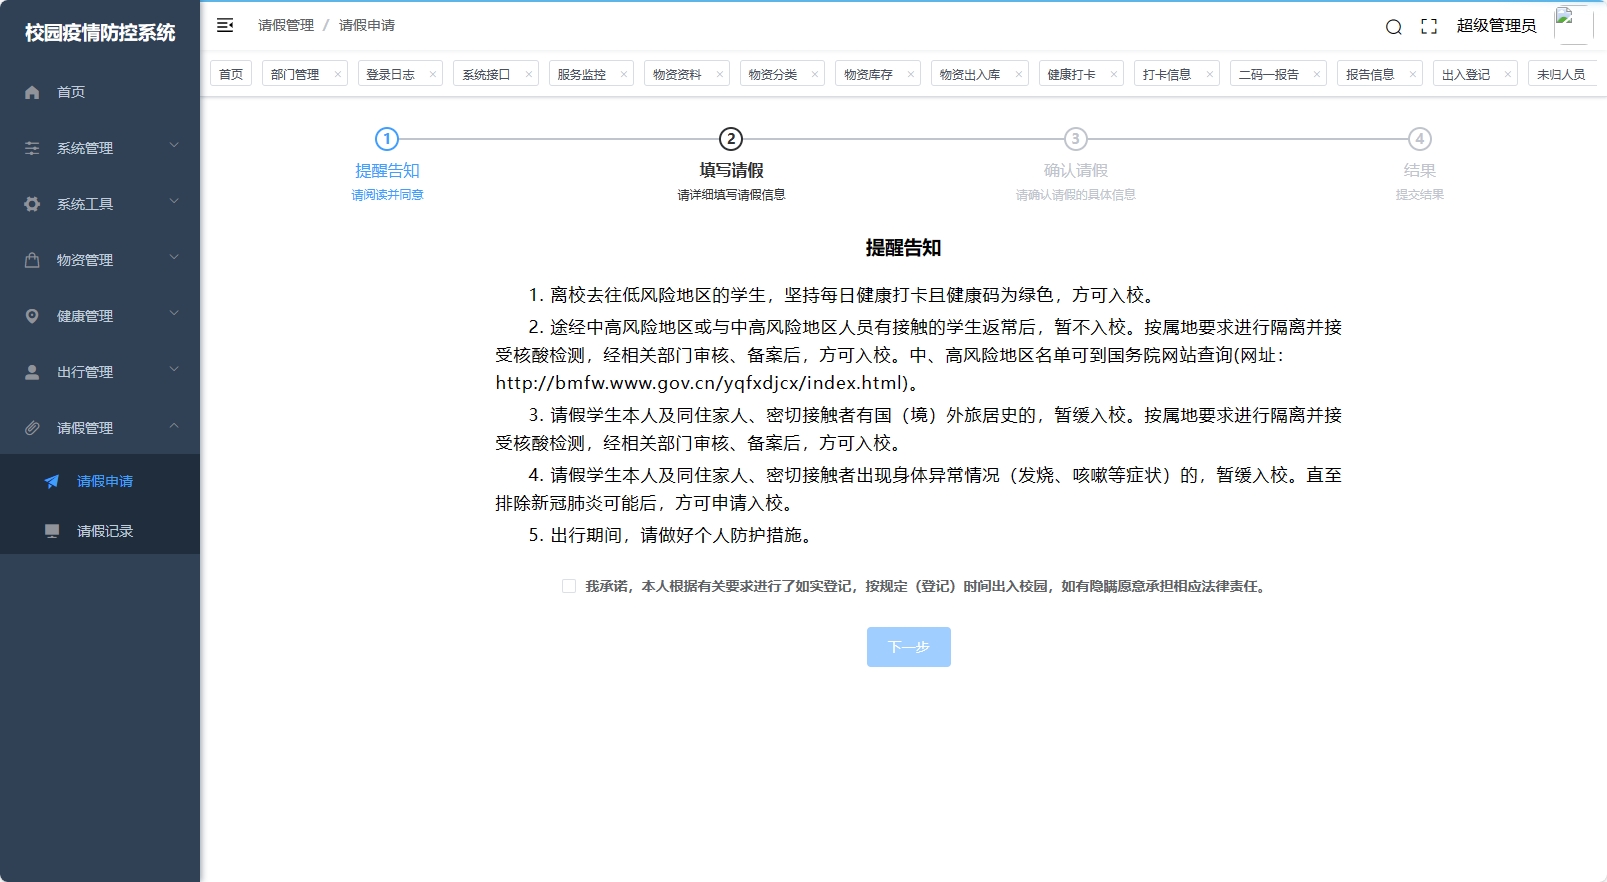 校园疫情防控系统
首页
系统管理
系统工具
物资管理
健康管理
出行管理
请假管理
请假申请
请假记录
请假管理 / 请假申请
超级管理员
首页 部门管理 × 登录日志 × 系统接口 × 服务监控 × 物资资料 × 物资分类 × 物资库存 × 物资出入库 × 健康打卡 × 打卡信息 × 二码一报告 × 报告信息 × 出入登记 × 未归人员
1 2 3 4
提醒告知 填写请假 确认请假 结果
请阅读并同意 请详细填写请假信息 请确认请假的具体信息 提交结果
提醒告知
1. 离校去往低风险地区的学生，坚持每日健康打卡且健康码为绿色，方可入校。
2. 途经中高风险地区或与中高风险地区人员有接触的学生返常后，暂不入校。按属地要求进行隔离并接
受核酸检测，经相关部门审核、备案后，方可入校。中、高风险地区名单可到国务院网站查询(网址：
http://bmfw.www.gov.cn/yqfxdjcx/index.html)。
3. 请假学生本人及同住家人、密切接触者有国（境）外旅居史的，暂缓入校。按属地要求进行隔离并接
受核酸检测，经相关部门审核、备案后，方可入校。
4. 请假学生本人及同住家人、密切接触者出现身体异常情况（发烧、咳嗽等症状）的，暂缓入校。直至
排除新冠肺炎可能后，方可申请入校。
5. 出行期间，请做好个人防护措施。
我承诺，本人根据有关要求进行了如实登记，按规定（登记）时间出入校园，如有隐瞒愿意承担相应法律责任。
下一步